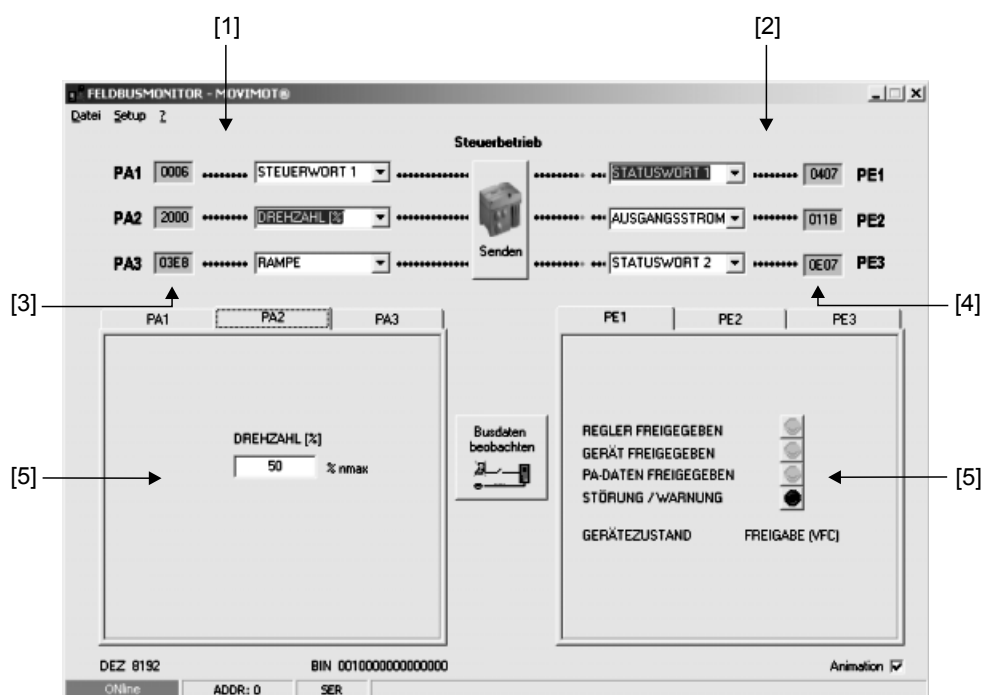 [1] [2]
FELDBUSMONITOR - MOVIMOT®
Datei Setup ?
Steuerbetrieb
PA1 0006 STEUERWORT 1 STATUSWORT 1 0407 PE1
PA2 2000 DREHZAHL [%] AUSGANGSSTROM 011B PE2
Senden
PA3 03E8 RAMPE STATUSWORT 2 0E07 PE3
[3] [4]
PA1 PA2 PA3 PE1 PE2 PE3
DREHZAHL [%]
50 % nmax
Busdaten
beobachten
REGLER FREIGEGEBEN
GERÄT FREIGEGEBEN
PA-DATEN FREIGEGEBEN
STÖRUNG / WARNUNG
[5] [5]
GERÄTEZUSTAND FREIGABE (VFC)
DEZ 8192 BIN 0010000000000000 Animation
ONline ADDR: 0 SER